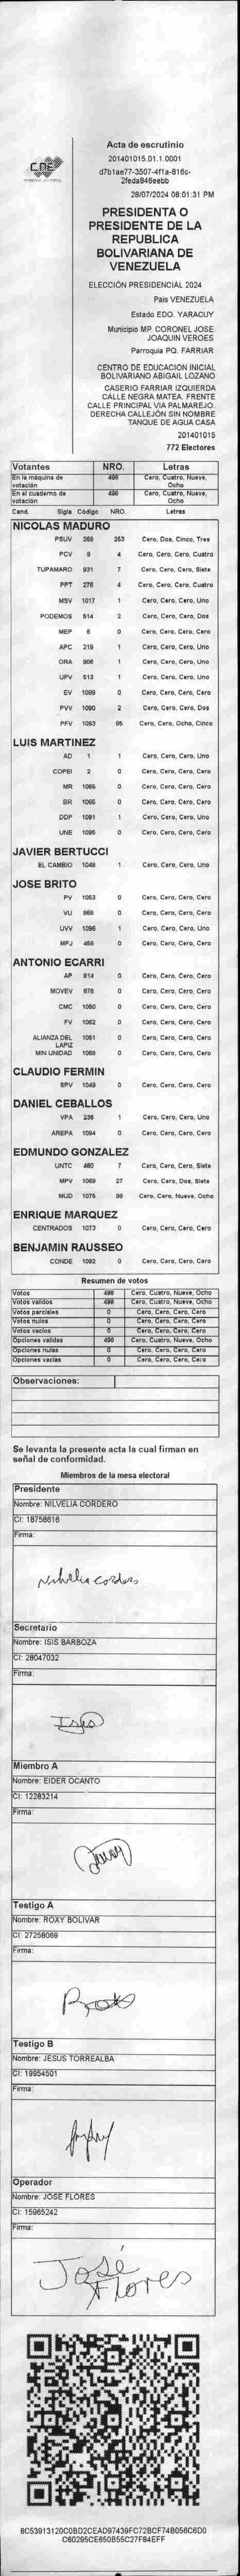 Acta de escrutinio
201401015.01.1.0001
d7b1ae77-3507-4f1a-816c-
2feda846eebb
28/07/2024 08:01:31 PM
PRESIDENTA O
PRESIDENTE DE LA
REPUBLICA
BOLIVARIANA DE
VENEZUELA
ELECCIÓN PRESIDENCIAL 2024
País VENEZUELA
Estado EDO. YARACUY
Municipio MP. CORONEL JOSE
JOAQUIN VEROES
Parroquia PQ. FARRIAR
CENTRO DE EDUCACION INICIAL
BOLIVARIANO ABIGAIL LOZANO
CASERIO FARRIAR IZQUIERDA
CALLE NEGRA MATEA. FRENTE
CALLE PRINCIPAL VIA PALMAREJO.
DERECHA CALLEJÓN SIN NOMBRE
TANQUE DE AGUA CASA
201401015
772 Electores
Votantes NRO. Letras
En la máquina de votación 498 Cero, Cuatro, Nueve, Ocho
En el cuaderno de votación 498 Cero, Cuatro, Nueve, Ocho
Cand. Sigla Código NRO. Letras
NICOLAS MADURO
PSUV 269 253 Cero, Dos, Cinco, Tres
PCV 9 4 Cero, Cero, Cero, Cuatro
TUPAMARO 931 7 Cero, Cero, Cero, Siete
PPT 276 4 Cero, Cero, Cero, Cuatro
MSV 1017 1 Cero, Cero, Cero, Uno
PODEMOS 514 2 Cero, Cero, Cero, Dos
MEP 6 0 Cero, Cero, Cero, Cero
APC 219 1 Cero, Cero, Cero, Uno
ORA 908 1 Cero, Cero, Cero, Uno
UPV 613 1 Cero, Cero, Cero, Uno
EV 1089 0 Cero, Cero, Cero, Cero
PVV 1090 2 Cero, Cero, Cero, Dos
PFV 1093 85 Cero, Cero, Ocho, Cinco
LUIS MARTINEZ
AD 1 1 Cero, Cero, Cero, Uno
COPEI 2 0 Cero, Cero, Cero, Cero
MR 1065 0 Cero, Cero, Cero, Cero
BR 1066 0 Cero, Cero, Cero, Cero
DDP 1091 1 Cero, Cero, Cero, Uno
UNE 1095 0 Cero, Cero, Cero, Cero
JAVIER BERTUCCI
EL CAMBIO 1048 1 Cero, Cero, Cero, Uno
JOSE BRITO
PV 1053 0 Cero, Cero, Cero, Cero
VU 868 0 Cero, Cero, Cero, Cero
UVV 1096 1 Cero, Cero, Cero, Uno
MPJ 458 0 Cero, Cero, Cero, Cero
ANTONIO ECARRI
AP 814 0 Cero, Cero, Cero, Cero
MOVEV 878 0 Cero, Cero, Cero, Cero
CMC 1050 0 Cero, Cero, Cero, Cero
FV 1062 0 Cero, Cero, Cero, Cero
ALIANZA DEL LAPIZ 1081 0 Cero, Cero, Cero, Cero
MIN UNIDAD 1088 0 Cero, Cero, Cero, Cero
CLAUDIO FERMIN
SPV 1049 0 Cero, Cero, Cero, Cero
DANIEL CEBALLOS
VPA 236 1 Cero, Cero, Cero, Uno
AREPA 1094 0 Cero, Cero, Cero, Cero
EDMUNDO GONZALEZ
UNTC 460 7 Cero, Cero, Cero, Siete
MPV 1069 27 Cero, Cero, Dos, Siete
MUD 1075 98 Cero, Cero, Nueve, Ocho
ENRIQUE MARQUEZ
CENTRADOS 1073 0 Cero, Cero, Cero, Cero
BENJAMIN RAUSSEO
CONDE 1092 0 Cero, Cero, Cero, Cero
Resumen de votos
Votos 498 Cero, Cuatro, Nueve, Ocho
Votos validos 498 Cero, Cuatro, Nueve, Ocho
Votos parciales 0 Cero, Cero, Cero, Cero
Votos nulos 0 Cero, Cero, Cero, Cero
Votos vacíos 0 Cero, Cero, Cero, Cero
Opciones validas 498 Cero, Cuatro, Nueve, Ocho
Opciones nulas 0 Cero, Cero, Cero, Cero
Opciones vacias 0 Cero, Cero, Cero, Cero
Observaciones:
Se levanta la presente acta la cual firman en
señal de conformidad.
Miembros de la mesa electoral
Presidente
Nombre: NILVELIA CORDERO
CI: 18758616
Firma:
Secretario
Nombre: ISIS BARBOZA
CI: 28047032
Firma:
Isis
Miembro A
Nombre: EIDER OCANTO
CI: 12283214
Firma:
Testigo A
Nombre: ROXY BOLIVAR
CI: 27258069
Firma:
Testigo B
Nombre: JESUS TORREALBA
CI: 19954501
Firma:
Operador
Nombre: JOSE FLORES
CI: 15965242
Firma:
José
Flores
8C53913120C0BD2CEAD97439FC72BCF74B056C6D0
C60295CE650B55C27F84EFF